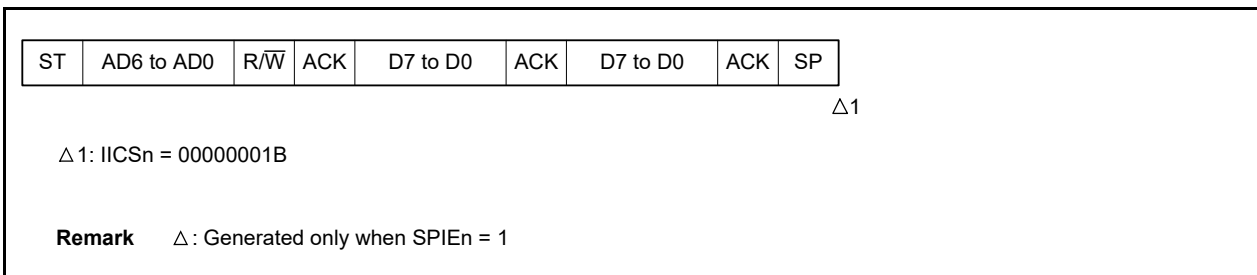 ST AD6 to AD0 R/W̅ ACK D7 to D0 ACK D7 to D0 ACK SP
△1
△1: IICSn = 00000001B
Remark △: Generated only when SPIEn = 1